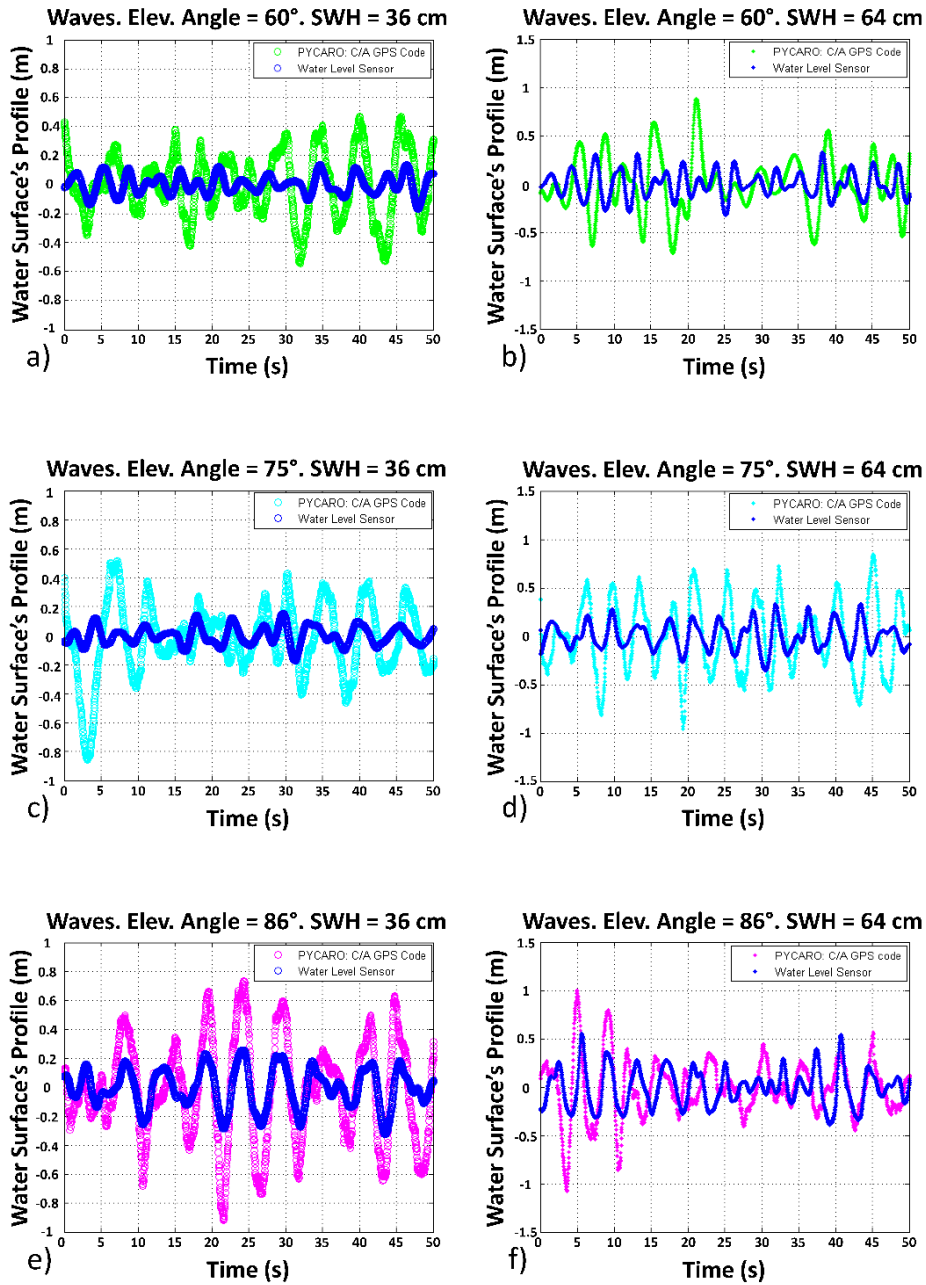 Waves. Elev. Angle = 60°. SWH = 36 cm
Water Surface's Profile (m)
1
0.8
0.6
0.4
0.2
0
-0.2
-0.4
-0.6
-0.8
-1
PYCARO: C/A GPS Code
Water Level Sensor
0 5 10 15 20 25 30 35 40 45 50
a)
Time (s)
Waves. Elev. Angle = 60°. SWH = 64 cm
Water Surface's Profile (m)
1.5
1
0.5
0
-0.5
-1
-1.5
PYCARO: C/A GPS Code
Water Level Sensor
0 5 10 15 20 25 30 35 40 45 50
b)
Time (s)
Waves. Elev. Angle = 75°. SWH = 36 cm
Water Surface's Profile (m)
1
0.8
0.6
0.4
0.2
0
-0.2
-0.4
-0.6
-0.8
-1
PYCARO: C/A GPS Code
Water Level Sensor
0 5 10 15 20 25 30 35 40 45 50
c)
Time (s)
Waves. Elev. Angle = 75°. SWH = 64 cm
Water Surface's Profile (m)
1.5
1
0.5
0
-0.5
-1
-1.5
PYCARO: C/A GPS Code
Water Level Sensor
0 5 10 15 20 25 30 35 40 45 50
d)
Time (s)
Waves. Elev. Angle = 86°. SWH = 36 cm
Water Surface's Profile (m)
1
0.8
0.6
0.4
0.2
0
-0.2
-0.4
-0.6
-0.8
-1
PYCARO: C/A GPS Code
Water Level Sensor
0 5 10 15 20 25 30 35 40 45 50
e)
Time (s)
Waves. Elev. Angle = 86°. SWH = 64 cm
Water Surface's Profile (m)
1.5
1
0.5
0
-0.5
-1
-1.5
PYCARO: C/A GPS code
Water Level Sensor
0 5 10 15 20 25 30 35 40 45 50
f)
Time (s)